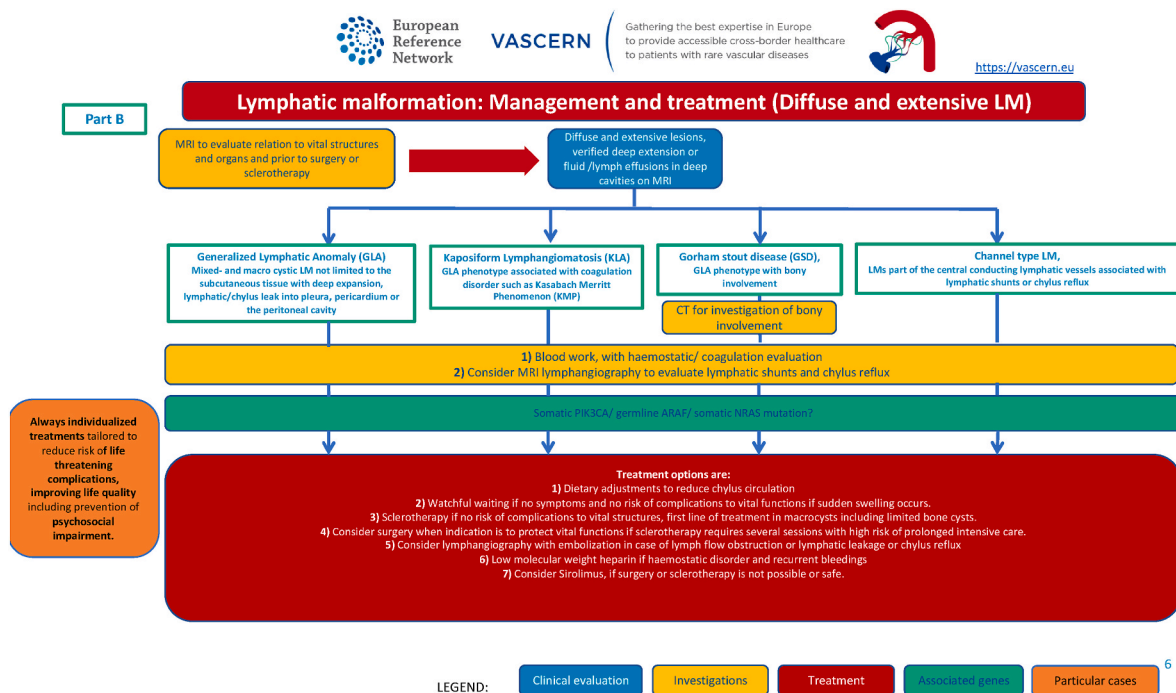 European
Reference
Network
VASCERN
Gathering the best expertise in Europe
to provide accessible cross-border healthcare
to patients with rare vascular diseases
https://vascern.eu
Lymphatic malformation: Management and treatment (Diffuse and extensive LM)
Part B
MRI to evaluate relation to vital structures
and organs and prior to surgery or
sclerotherapy
Diffuse and extensive lesions,
verified deep extension or
fluid /lymph effusions in deep
cavities on MRI
Generalized Lymphatic Anomaly (GLA)
Mixed- and macro cystic LM not limited to the
subcutaneous tissue with deep expansion,
lymphatic/chylus leak into pleura, pericardium or
the peritoneal cavity
Kaposiform Lymphangiomatosis (KLA)
GLA phenotype associated with coagulation
disorder such as Kasabach Merritt
Phenomenon (KMP)
Gorham stout disease (GSD),
GLA phenotype with bony
involvement
Channel type LM,
LMs part of the central conducting lymphatic vessels associated with
lymphatic shunts or chylus reflux
CT for investigation of bony
involvement
1) Blood work, with haemostatic/ coagulation evaluation
2) Consider MRI lymphangiography to evaluate lymphatic shunts and chylus reflux
Somatic PIK3CA/ germline ARAF/ somatic NRAS mutation?
Always individualized
treatments tailored to
reduce risk of life
threatening
complications,
improving life quality
including prevention of
psychosocial
impairment.
Treatment options are:
1) Dietary adjustments to reduce chylus circulation
2) Watchful waiting if no symptoms and no risk of complications to vital functions if sudden swelling occurs.
3) Sclerotherapy if no risk of complications to vital structures, first line of treatment in macrocysts including limited bone cysts.
4) Consider surgery when indication is to protect vital functions if sclerotherapy requires several sessions with high risk of prolonged intensive care.
5) Consider lymphangiography with embolization in case of lymph flow obstruction or lymphatic leakage or chylus reflux
6) Low molecular weight heparin if haemostatic disorder and recurrent bleedings
7) Consider Sirolimus, if surgery or sclerotherapy is not possible or safe.
6
LEGEND:
Clinical evaluation
Investigations
Treatment
Associated genes
Particular cases